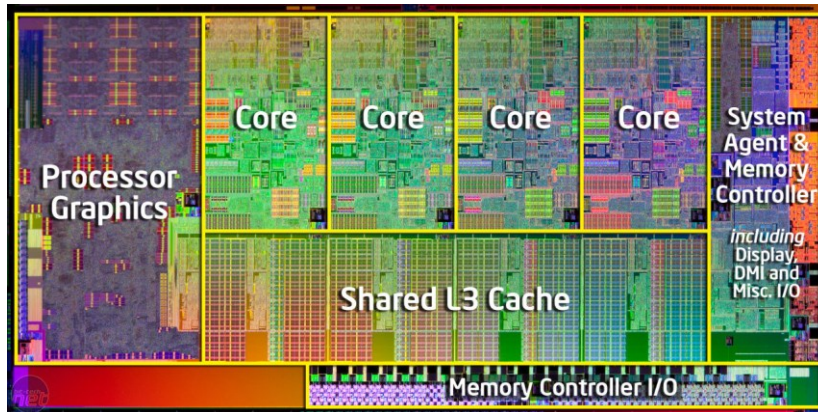 Processor
Graphics
Core
Core
Core
Core
System
Agent &
Memory
Controller
including
Display,
DMI and
Misc. I/O
Shared L3 Cache
Memory Controller I/O
net